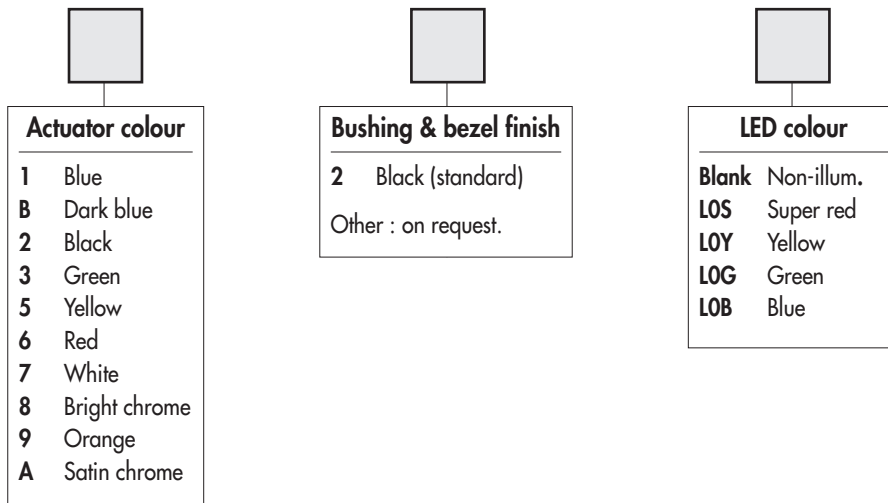 Actuator colour
1 Blue
B Dark blue
2 Black
3 Green
5 Yellow
6 Red
7 White
8 Bright chrome
9 Orange
A Satin chrome
Bushing & bezel finish
2 Black (standard)
Other : on request.
LED colour
Blank Non-illum.
L0S Super red
L0Y Yellow
L0G Green
L0B Blue